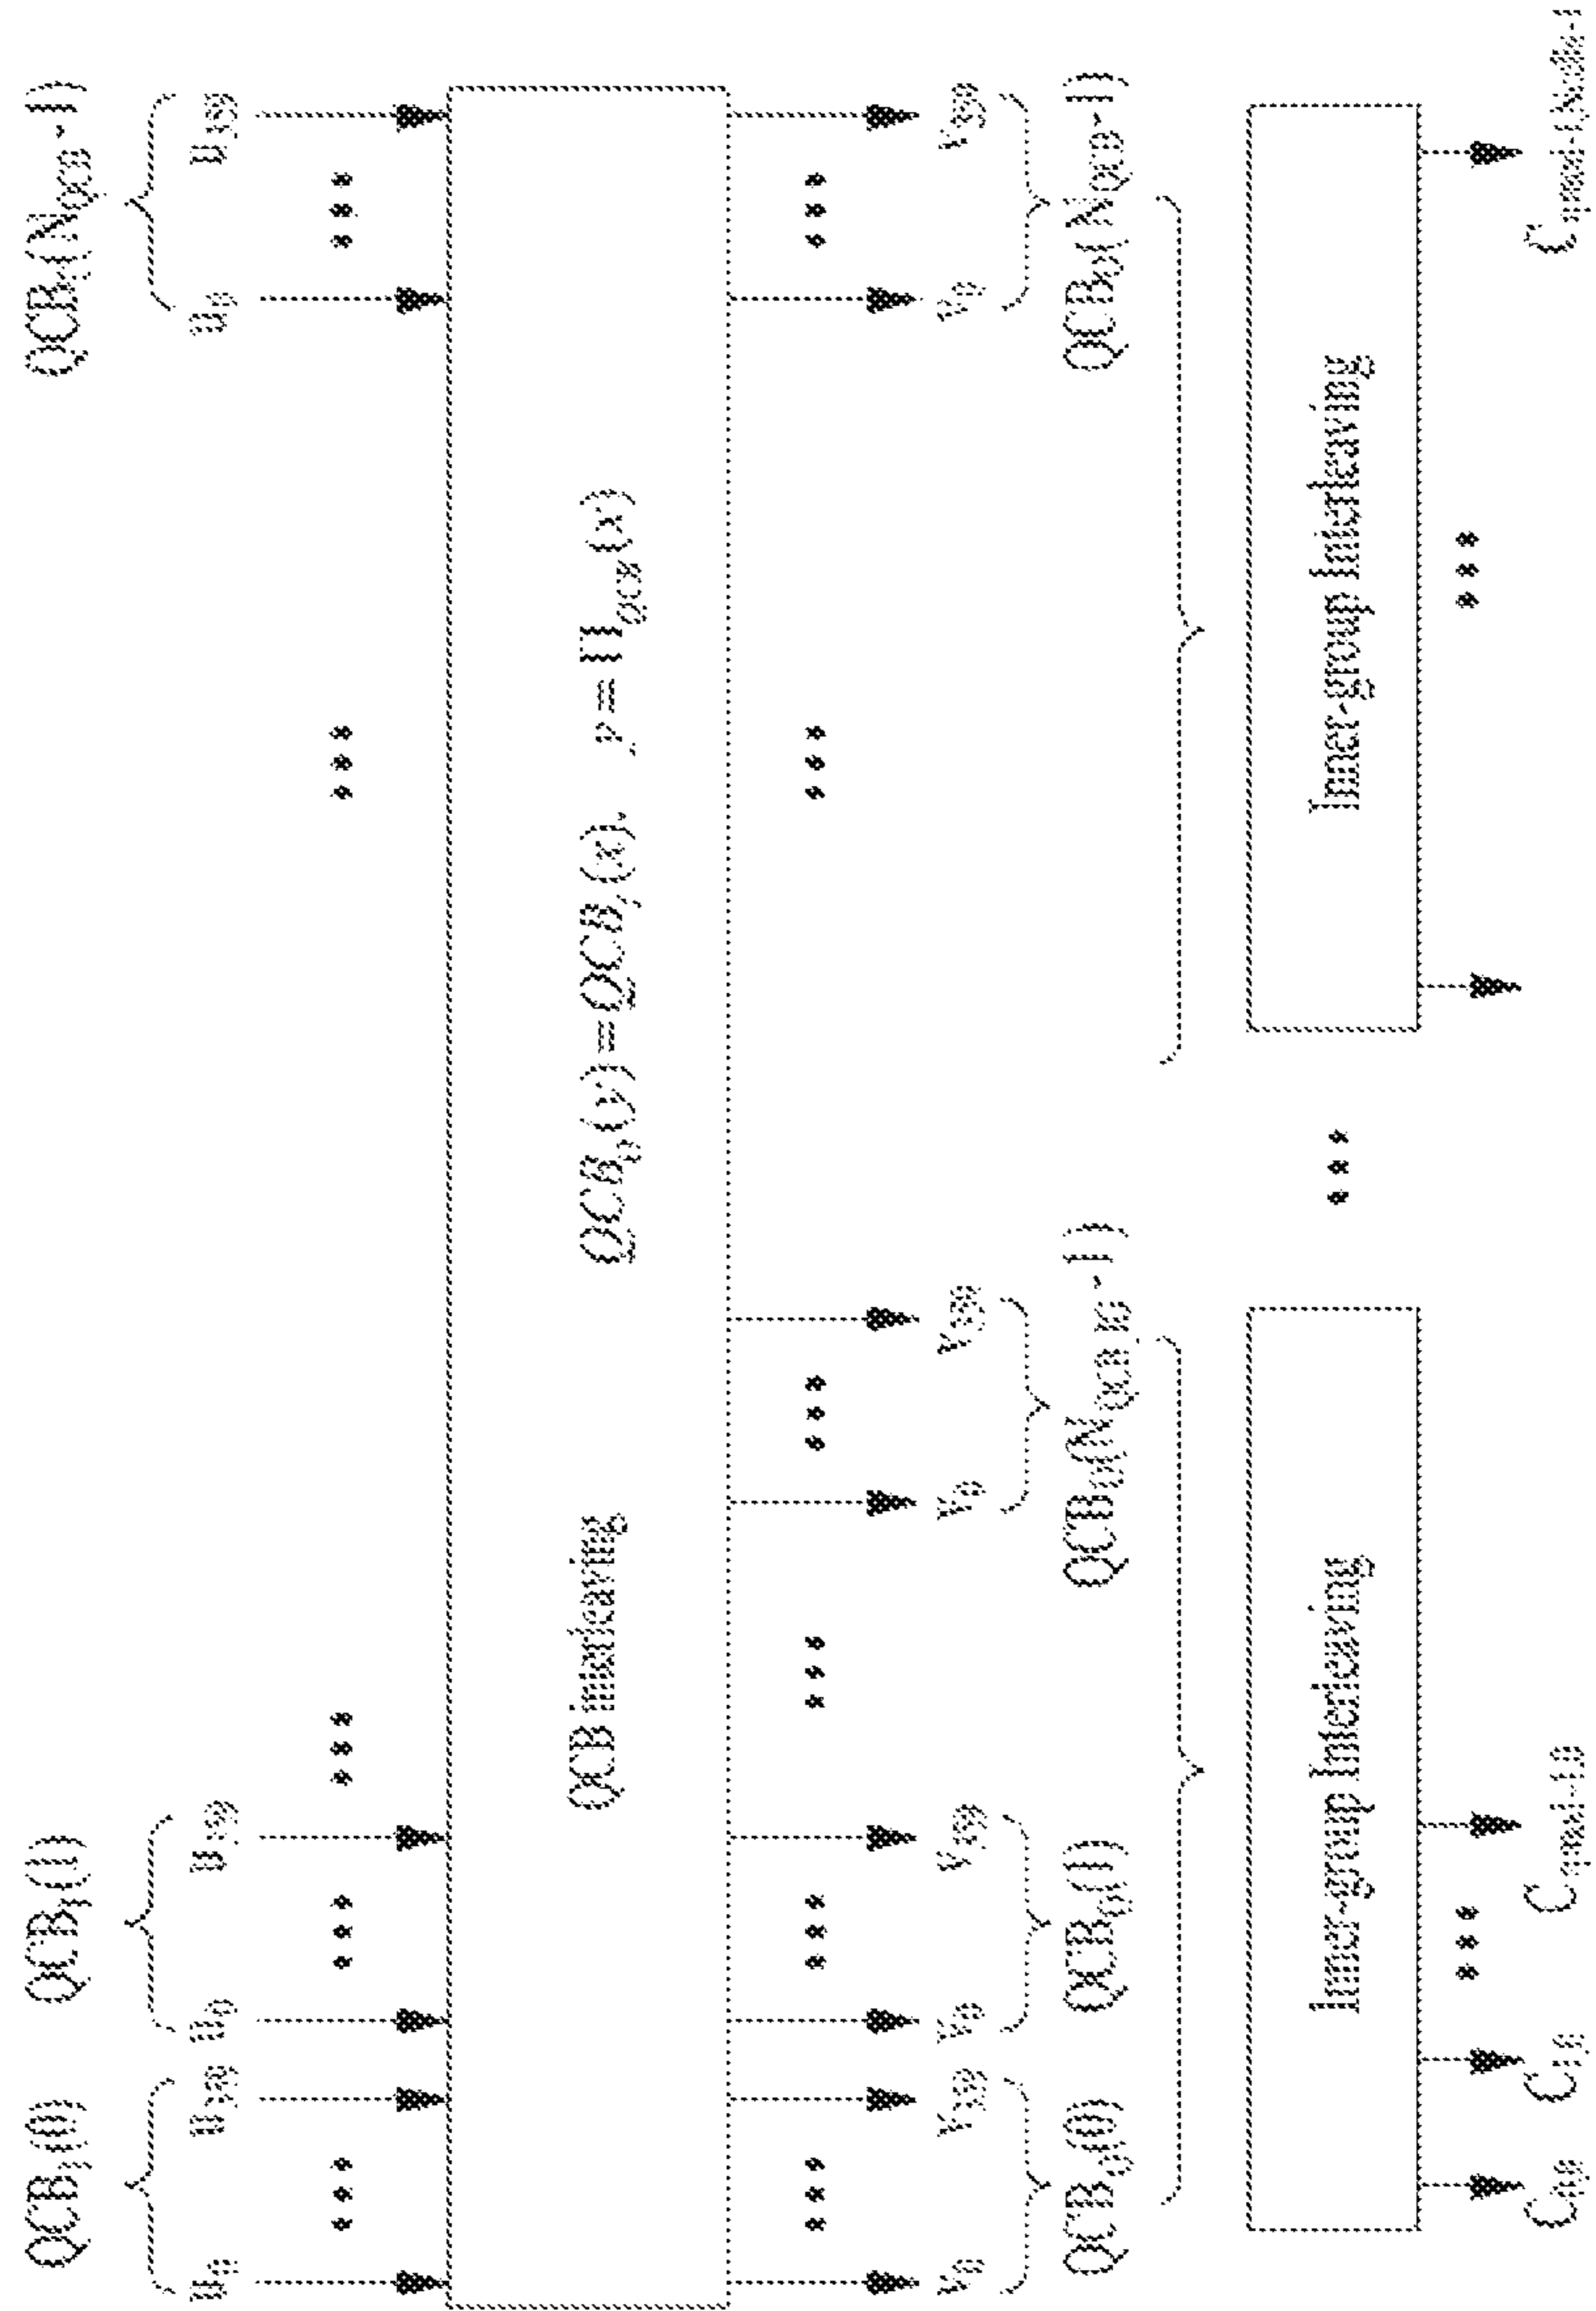 QCB_i(0) QCB_i(1) QCB_i(N_QCB-1)
u_0 ••• u_359 u_0 ••• u_359 ••• ••• u_0 ••• u_359
QCB interleaving QCB_o(y)=QCB_i(x), y=Π_QCB(x)
v_0 ••• v_359 v_0 ••• v_359 ••• v_0 ••• v_359 ••• v_0 ••• v_359
QCB_o(0) QCB_o(1) QCB_o(N_QCB_IG-1) QCB_o(N_QCB-1)
Inner-group Interleaving ••• Inner-group Interleaving
••• •••
C_0,0 C_1,0 C_qmod-1,0